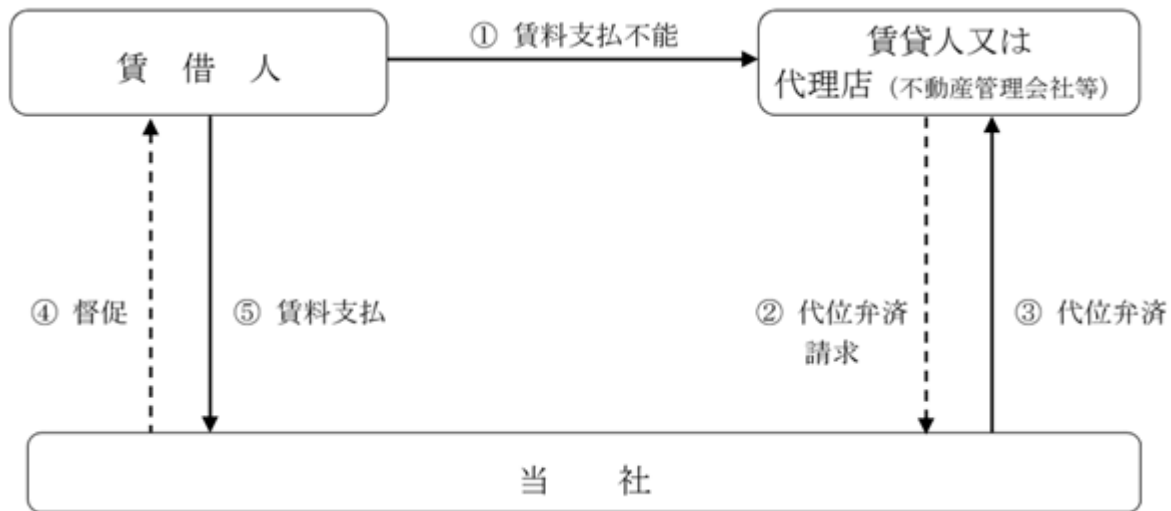 ① 賃料支払不能
賃 借 人
賃貸人又は
代理店（不動産管理会社等）
④ 督促
⑤ 賃料支払
② 代位弁済
請求
③ 代位弁済
当 社